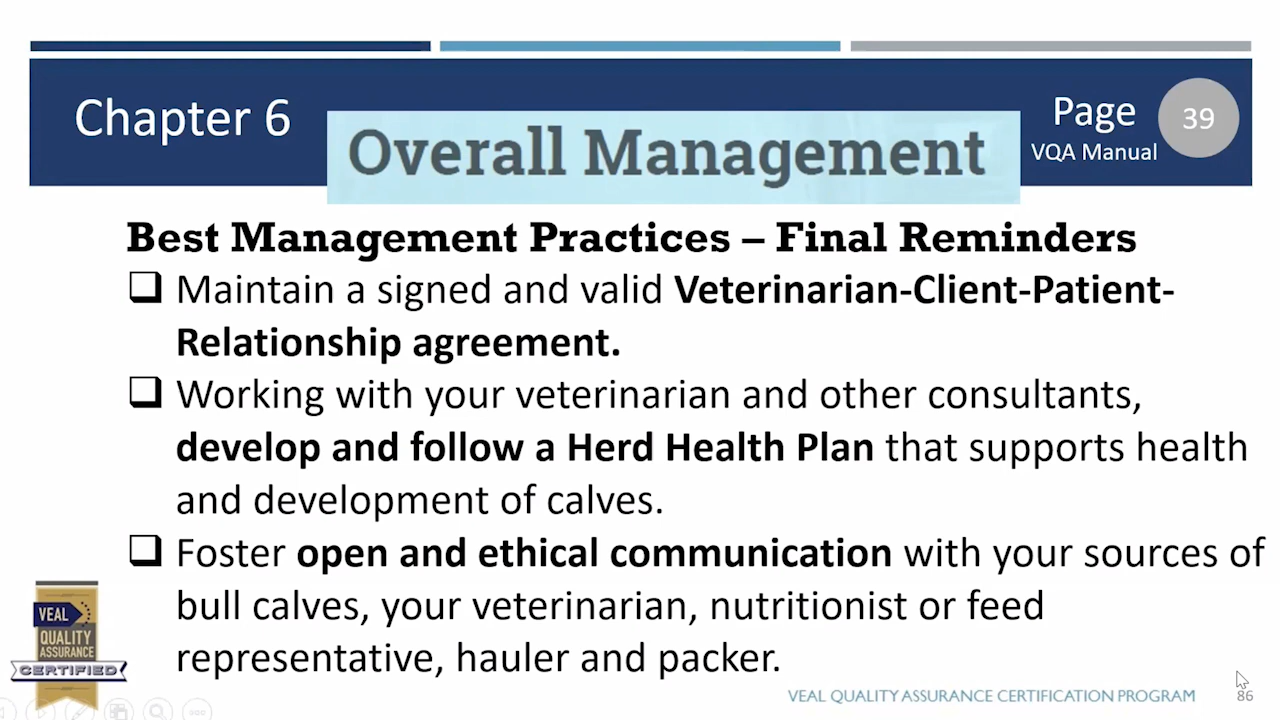 Chapter 6
Overall Management
Page
39
VQA Manual
Best Management Practices – Final Reminders
❑ Maintain a signed and valid Veterinarian-Client-Patient-
Relationship agreement.
❑ Working with your veterinarian and other consultants,
develop and follow a Herd Health Plan that supports health
and development of calves.
❑ Foster open and ethical communication with your sources of
bull calves, your veterinarian, nutritionist or feed
representative, hauler and packer.
VEAL
QUALITY
ASSURANCE
CERTIFIED
VEAL QUALITY ASSURANCE CERTIFICATION PROGRAM
86